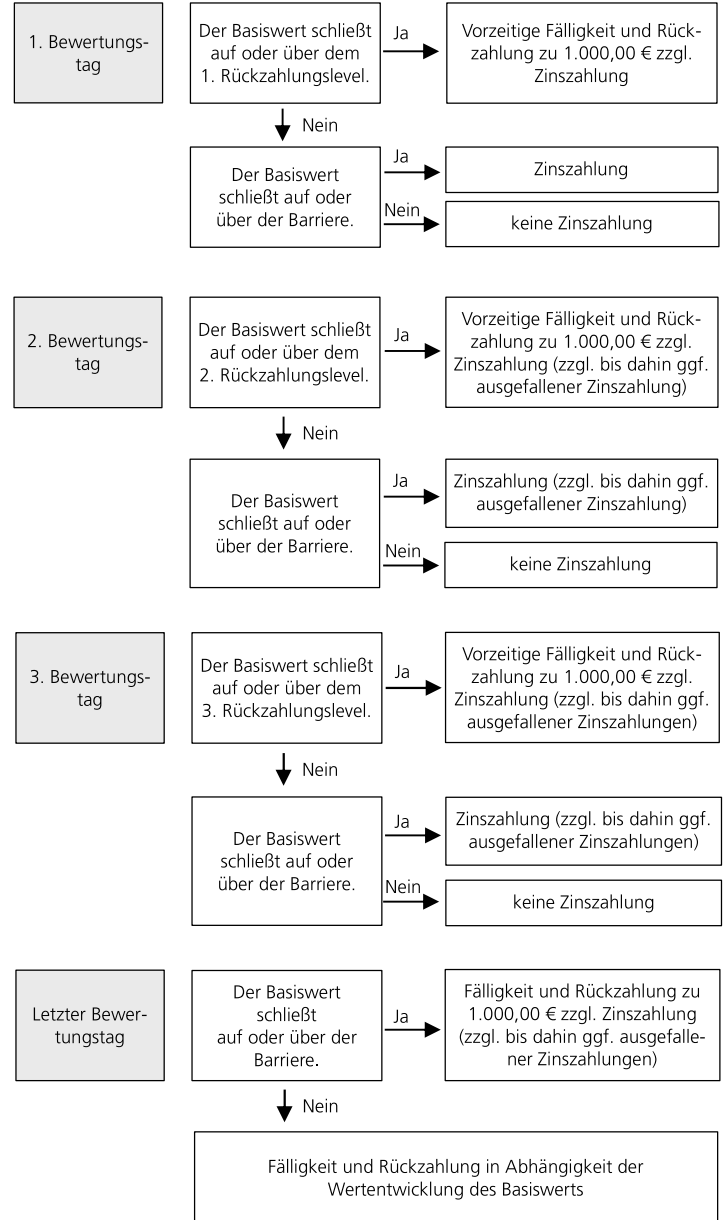 1. Bewertungs-
tag
Der Basiswert schließt
auf oder über dem
1. Rückzahlungslevel.
Ja
Vorzeitige Fälligkeit und Rück-
zahlung zu 1.000,00 € zzgl.
Zinszahlung
Nein
Der Basiswert
schließt auf oder
über der Barriere.
Ja
Zinszahlung
Nein
keine Zinszahlung
2. Bewertungs-
tag
Der Basiswert schließt
auf oder über dem
2. Rückzahlungslevel.
Ja
Vorzeitige Fälligkeit und Rück-
zahlung zu 1.000,00 € zzgl.
Zinszahlung (zzgl. bis dahin ggf.
ausgefallener Zinszahlung)
Nein
Der Basiswert
schließt auf oder
über der Barriere.
Ja
Zinszahlung (zzgl. bis dahin ggf.
ausgefallener Zinszahlung)
Nein
keine Zinszahlung
3. Bewertungs-
tag
Der Basiswert schließt
auf oder über dem
3. Rückzahlungslevel.
Ja
Vorzeitige Fälligkeit und Rück-
zahlung zu 1.000,00 € zzgl.
Zinszahlung (zzgl. bis dahin ggf.
ausgefallener Zinszahlungen)
Nein
Der Basiswert
schließt auf oder
über der Barriere.
Ja
Zinszahlung (zzgl. bis dahin ggf.
ausgefallener Zinszahlungen)
Nein
keine Zinszahlung
Letzter Bewer-
tungstag
Der Basiswert
schließt
auf oder über der
Barriere.
Ja
Fälligkeit und Rückzahlung zu
1.000,00 € zzgl. Zinszahlung
(zzgl. bis dahin ggf. ausgefalle-
ner Zinszahlungen)
Nein
Fälligkeit und Rückzahlung in Abhängigkeit der
Wertentwicklung des Basiswerts